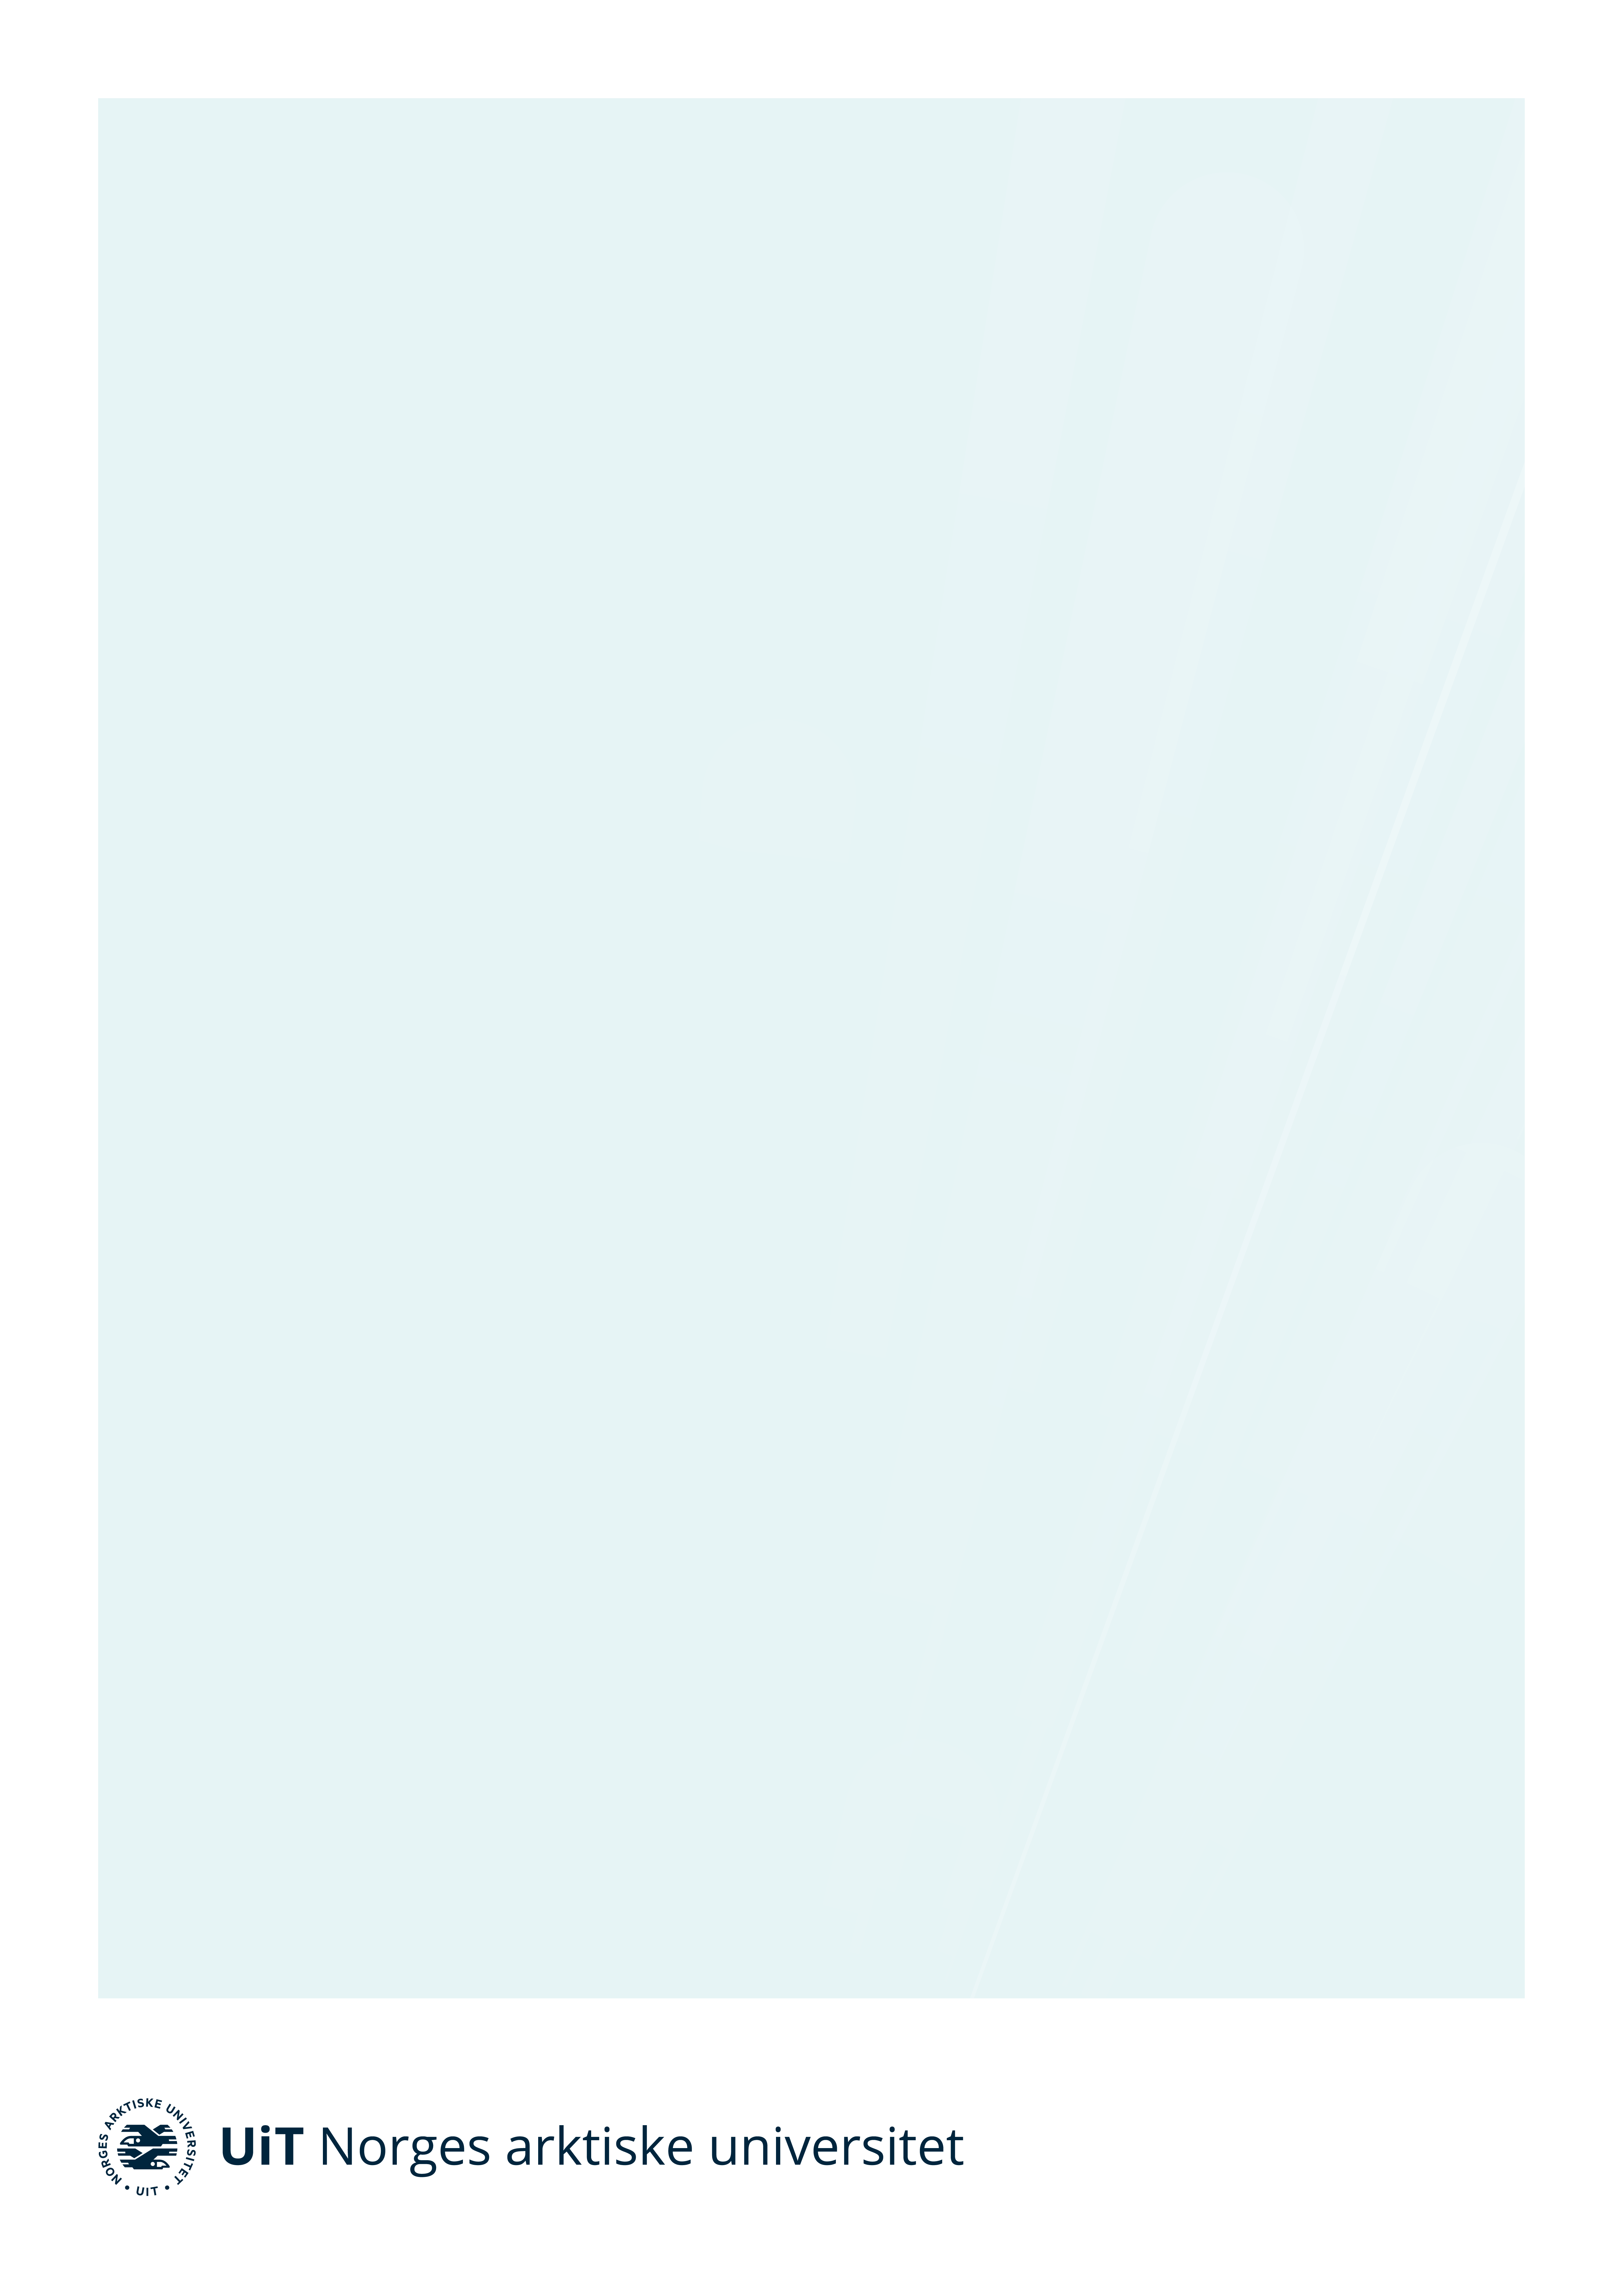 NORGES ARKTISKE UNIVERSITET
• UIT •
UiT Norges arktiske universitet